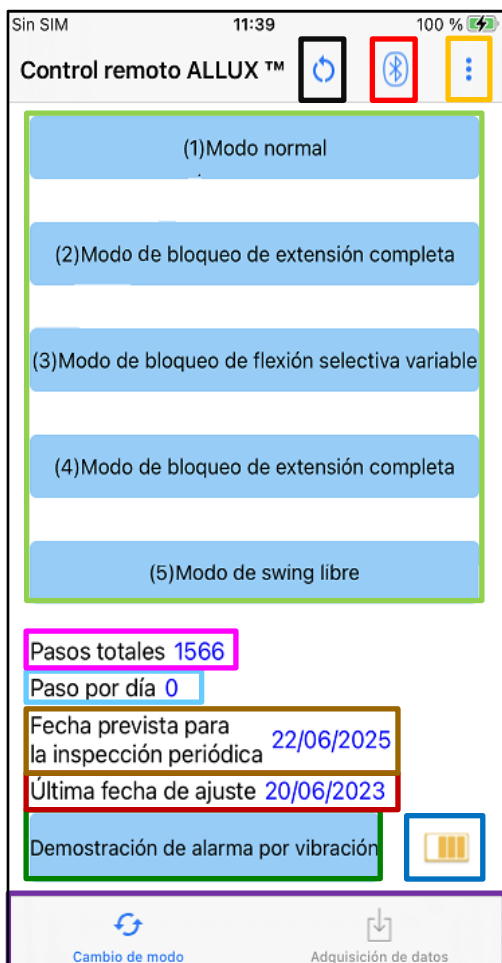 Sin SIM 11:39 100 %
Control remoto ALLUX ™
(1)Modo normal
(2)Modo de bloqueo de extensión completa
(3)Modo de bloqueo de flexión selectiva variable
(4)Modo de bloqueo de extensión completa
(5)Modo de swing libre
Pasos totales 1566
Paso por día 0
Fecha prevista para
la inspección periódica 22/06/2025
Última fecha de ajuste 20/06/2023
Demostración de alarma por vibración
Cambio de modo Adquisición de datos